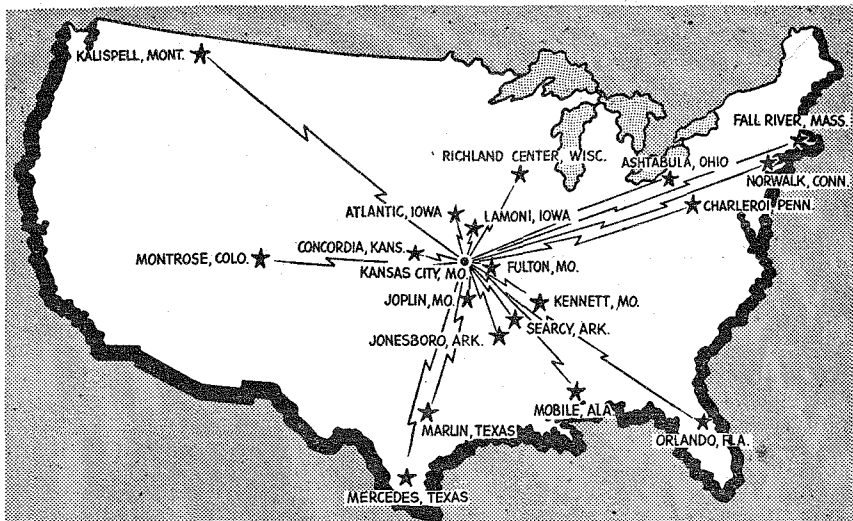 KALISPELL, MONT.
FALL RIVER, MASS.
RICHLAND CENTER, WISC.
ASHTABULA, OHIO
NORWALK, CONN.
CHARLEROI, PENN.
ATLANTIC, IOWA
LAMONI, IOWA
CONCORDIA, KANS.
MONTROSE, COLO.
KANSAS CITY, MO.
FULTON, MO.
JOPLIN, MO.
KENNETT, MO.
SEARCY, ARK.
JONESBORO, ARK.
MOBILE, ALA.
MARLIN, TEXAS
ORLANDO, FLA.
MERCEDES, TEXAS